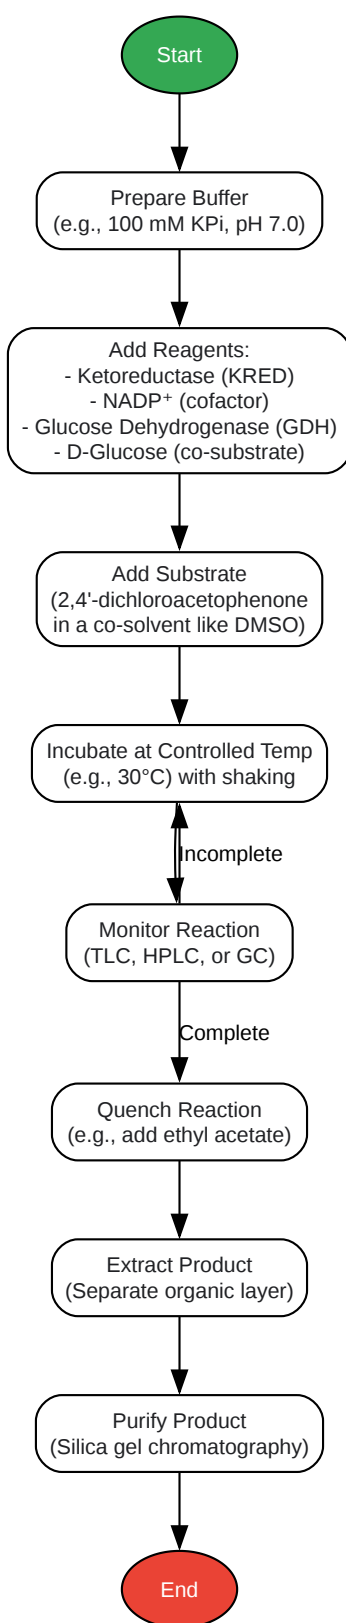 Start
Prepare Buffer
(e.g., 100 mM KPi, pH 7.0)
Add Reagents:
- Ketoreductase (KRED)
- NADP⁺ (cofactor)
- Glucose Dehydrogenase (GDH)
- D-Glucose (co-substrate)
Add Substrate
(2,4'-dichloroacetophenone
in a co-solvent like DMSO)
Incubate at Controlled Temp
(e.g., 30°C) with shaking
Incomplete
Monitor Reaction
(TLC, HPLC, or GC)
Complete
Quench Reaction
(e.g., add ethyl acetate)
Extract Product
(Separate organic layer)
Purify Product
(Silica gel chromatography)
End